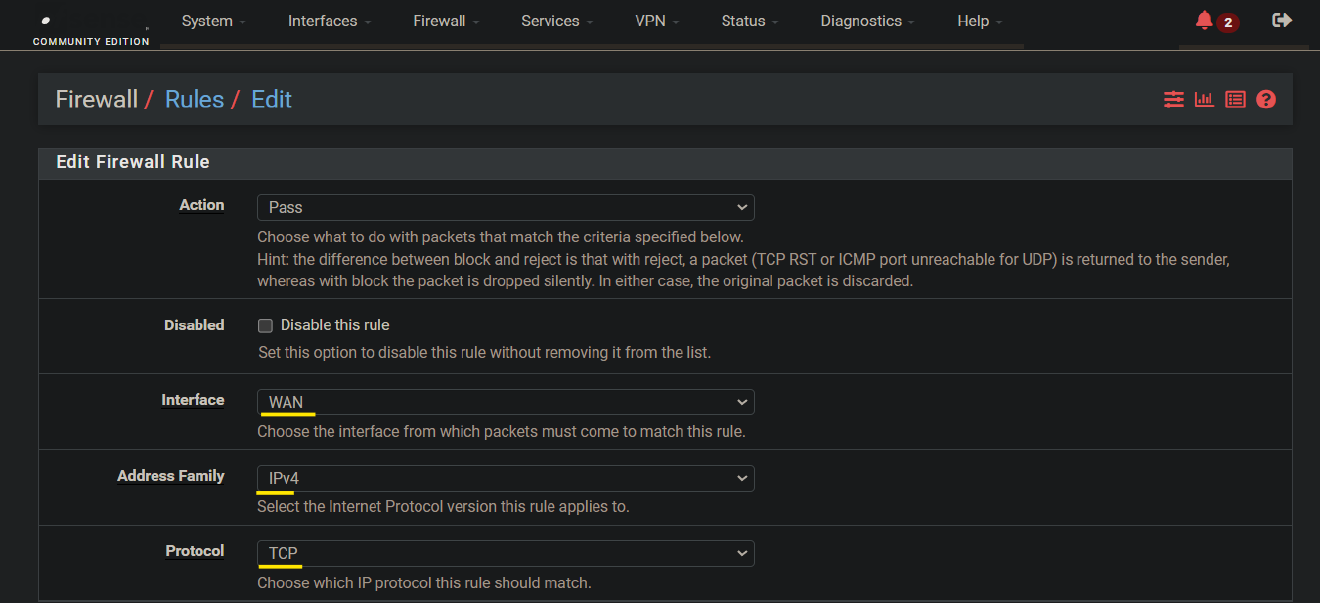 System Interfaces Firewall Services VPN Status Diagnostics Help 2
COMMUNITY EDITION
Firewall / Rules / Edit
Edit Firewall Rule
Action
Pass
Choose what to do with packets that match the criteria specified below.
Hint: the difference between block and reject is that with reject, a packet (TCP RST or ICMP port unreachable for UDP) is returned to the sender,
whereas with block the packet is dropped silently. In either case, the original packet is discarded.
Disabled
Disable this rule
Set this option to disable this rule without removing it from the list.
Interface
WAN
Choose the interface from which packets must come to match this rule.
Address Family
IPv4
Select the Internet Protocol version this rule applies to.
Protocol
TCP
Choose which IP protocol this rule should match.